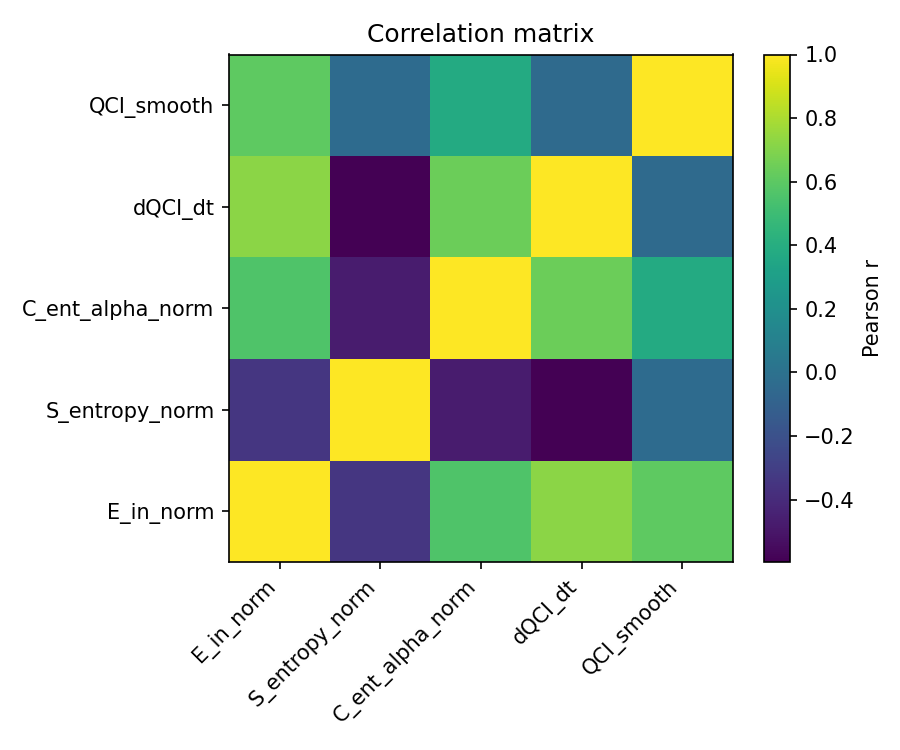 Correlation matrix
QCI_smooth
dQCI_dt
C_ent_alpha_norm
S_entropy_norm
E_in_norm
E_in_norm
S_entropy_norm
C_ent_alpha_norm
dQCI_dt
QCI_smooth
1.0
0.8
0.6
0.4
0.2
0.0
−0.2
−0.4
Pearson r